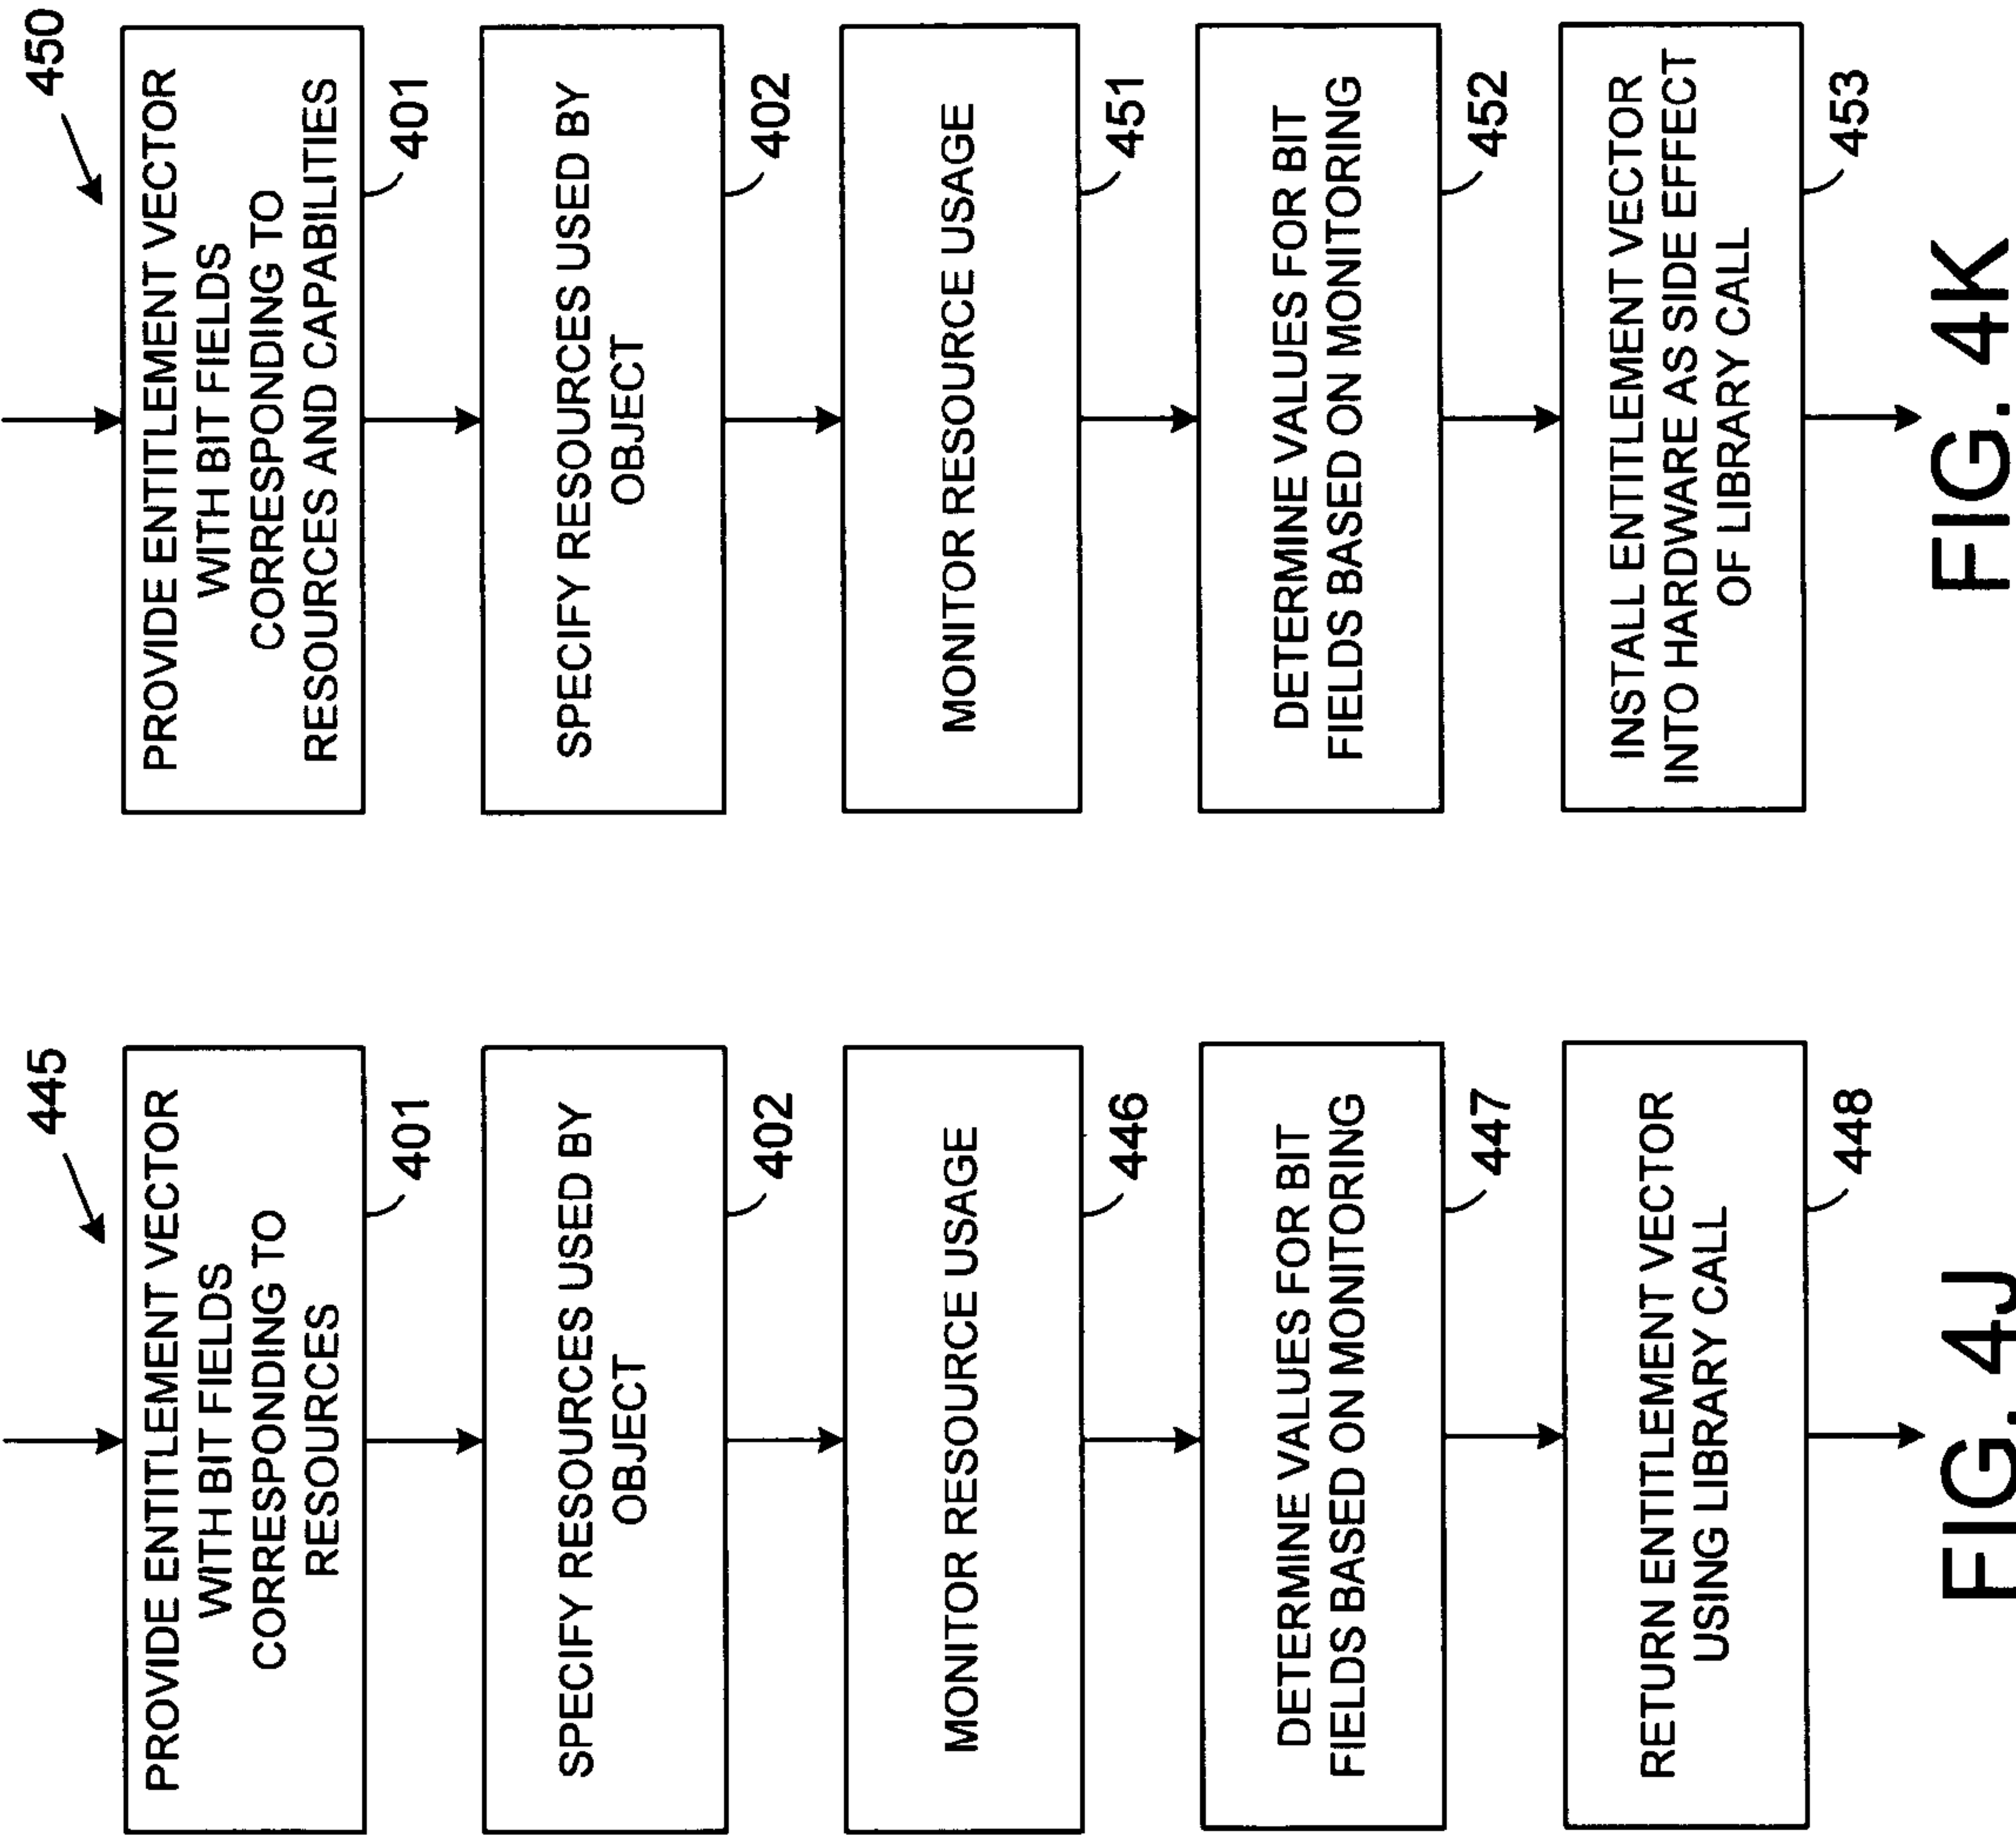 445
PROVIDE ENTITLEMENT VECTOR
WITH BIT FIELDS
CORRESPONDING TO
RESOURCES
401
SPECIFY RESOURCES USED BY
OBJECT
402
MONITOR RESOURCE USAGE
446
DETERMINE VALUES FOR BIT
FIELDS BASED ON MONITORING
447
RETURN ENTITLEMENT VECTOR
USING LIBRARY CALL
448
FIG. 4J
450
PROVIDE ENTITLEMENT VECTOR
WITH BIT FIELDS
CORRESPONDING TO
RESOURCES AND CAPABILITIES
401
SPECIFY RESOURCES USED BY
OBJECT
402
MONITOR RESOURCE USAGE
451
DETERMINE VALUES FOR BIT
FIELDS BASED ON MONITORING
452
INSTALL ENTITLEMENT VECTOR
INTO HARDWARE AS SIDE EFFECT
OF LIBRARY CALL
453
FIG. 4K